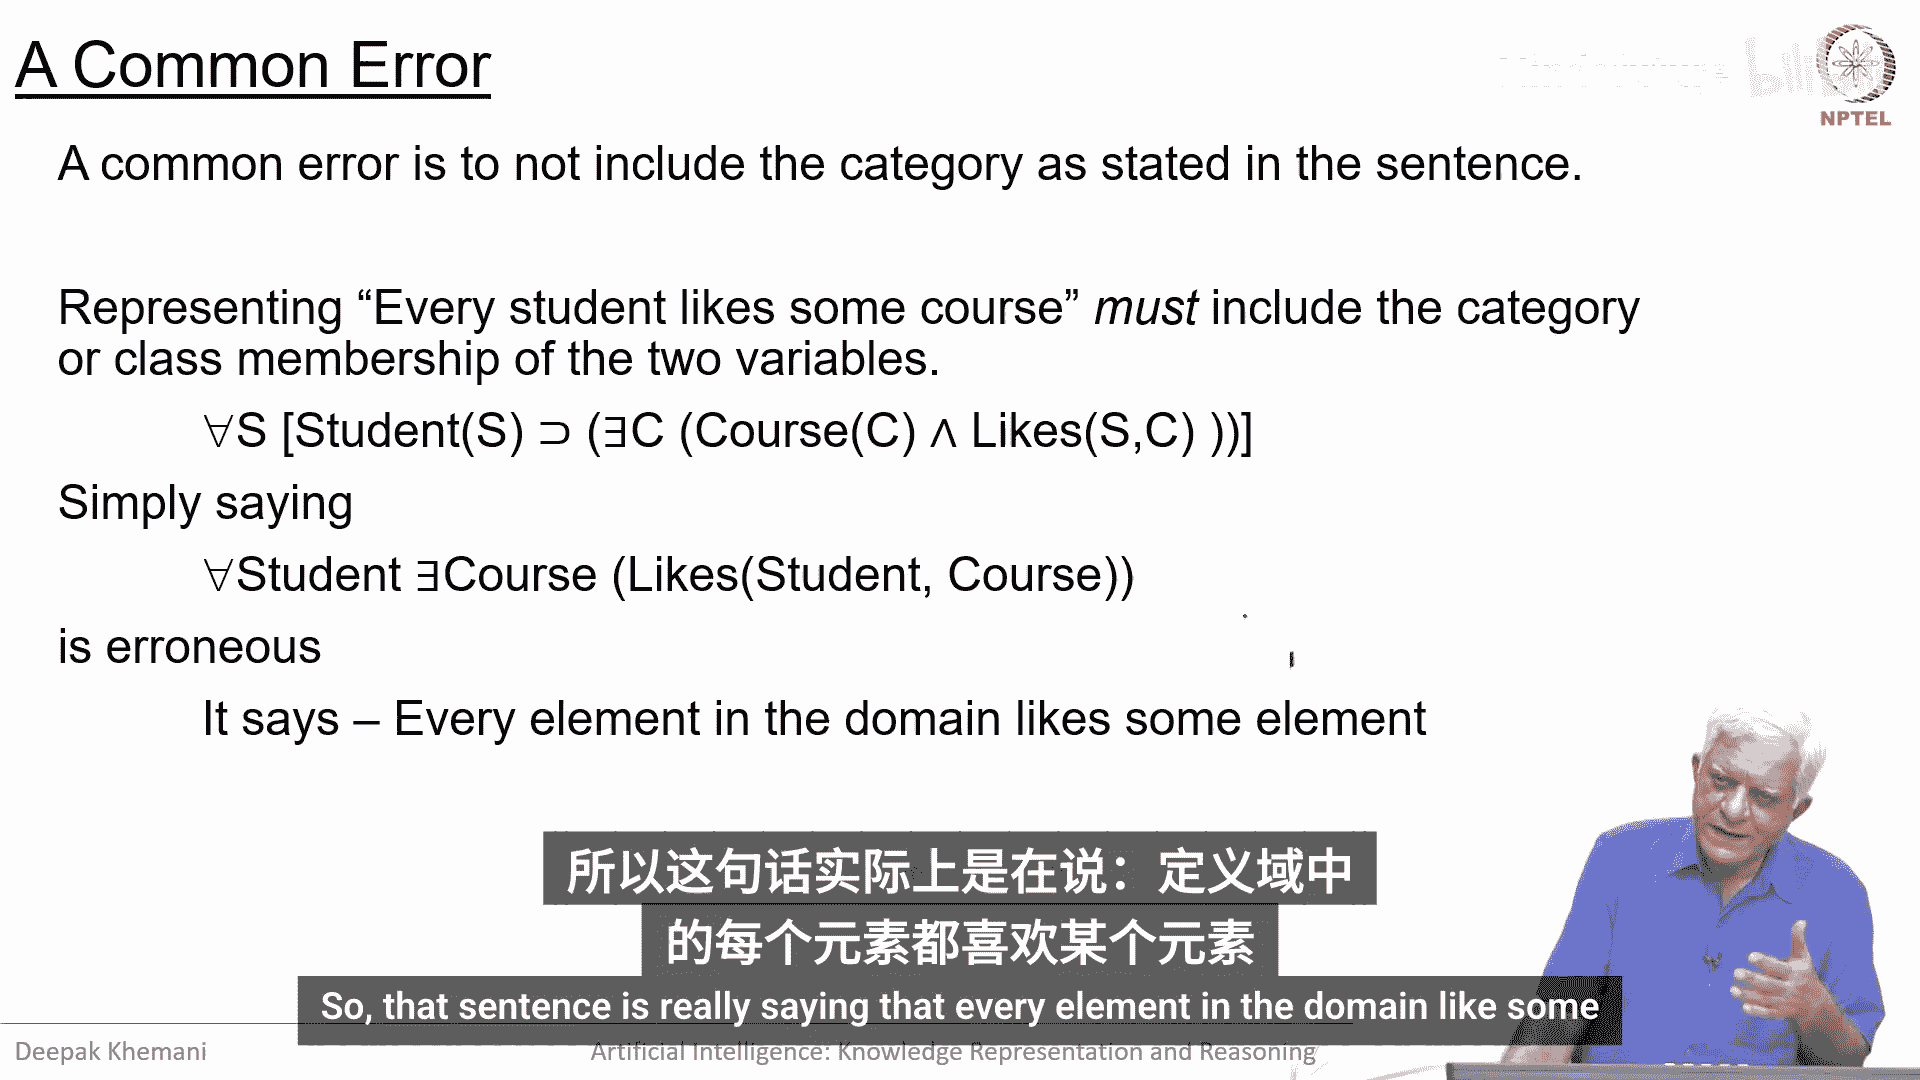 A Common Error
NPTEL
A common error is to not include the category as stated in the sentence.
Representing “Every student likes some course” must include the category
or class membership of the two variables.
∀S [Student(S) ⊃ (∃C (Course(C) ∧ Likes(S,C) ))]
Simply saying
∀Student ∃Course (Likes(Student, Course))
is erroneous
It says – Every element in the domain likes some element
所以这句话实际上是在说：定义域中
的每个元素都喜欢某个元素
So, that sentence is really saying that every element in the domain like some
Deepak Khemani
Artificial Intelligence: Knowledge Representation and Reasoning